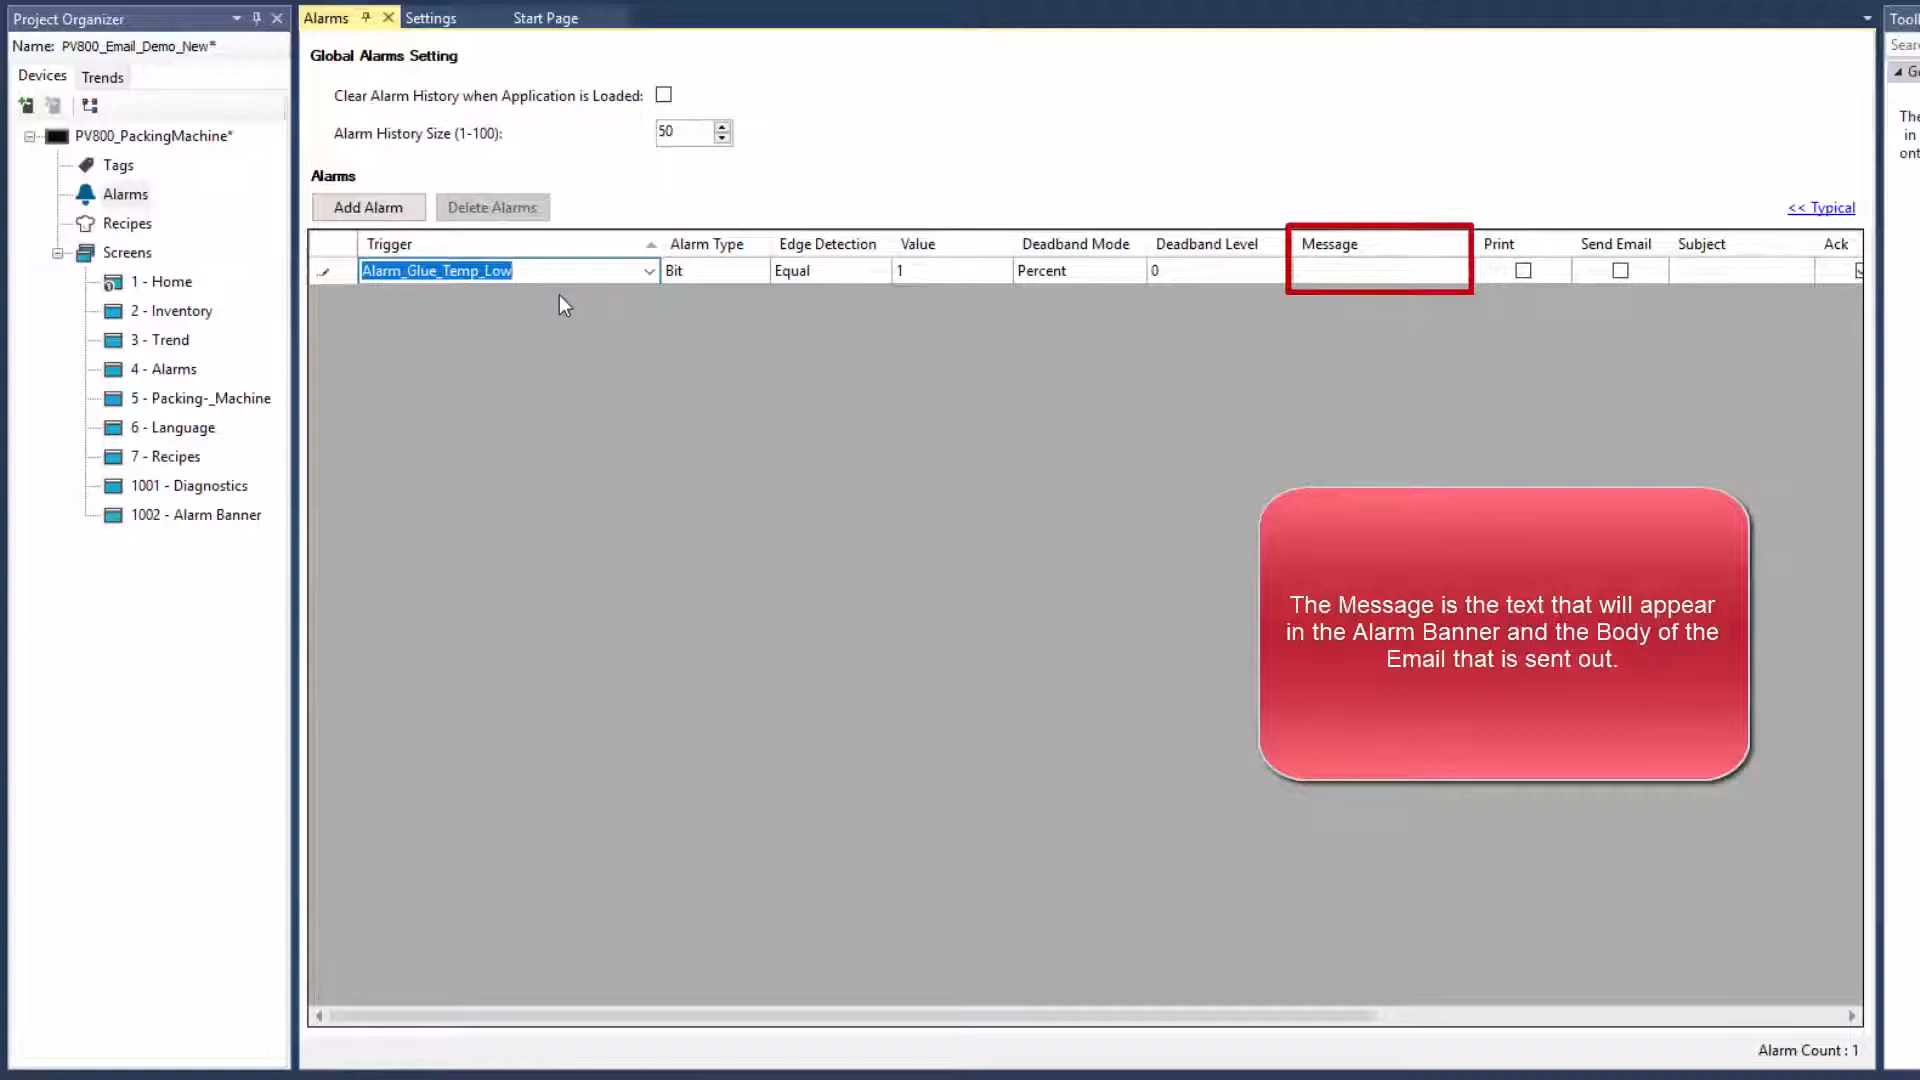 Project Organizer
Name: PV800_Email_Demo_New*
Devices
Trends
PV800_PackingMachine*
Tags
Alarms
Recipes
Screens
1 - Home
2 - Inventory
3 - Trend
4 - Alarms
5 - Packing-_Machine
6 - Language
7 - Recipes
1001 - Diagnostics
1002 - Alarm Banner
Alarms
Settings
Start Page
Global Alarms Setting
Clear Alarm History when Application is Loaded:
Alarm History Size (1-100):
50
Alarms
Add Alarm
Delete Alarms
<< Typical
Trigger Alarm Type Edge Detection Value Deadband Mode Deadband Level Message Print Send Email Subject Ack
Alarm_Glue_Temp_Low Bit Equal 1 Percent 0
The Message is the text that will appear
in the Alarm Banner and the Body of the
Email that is sent out.
Alarm Count : 1